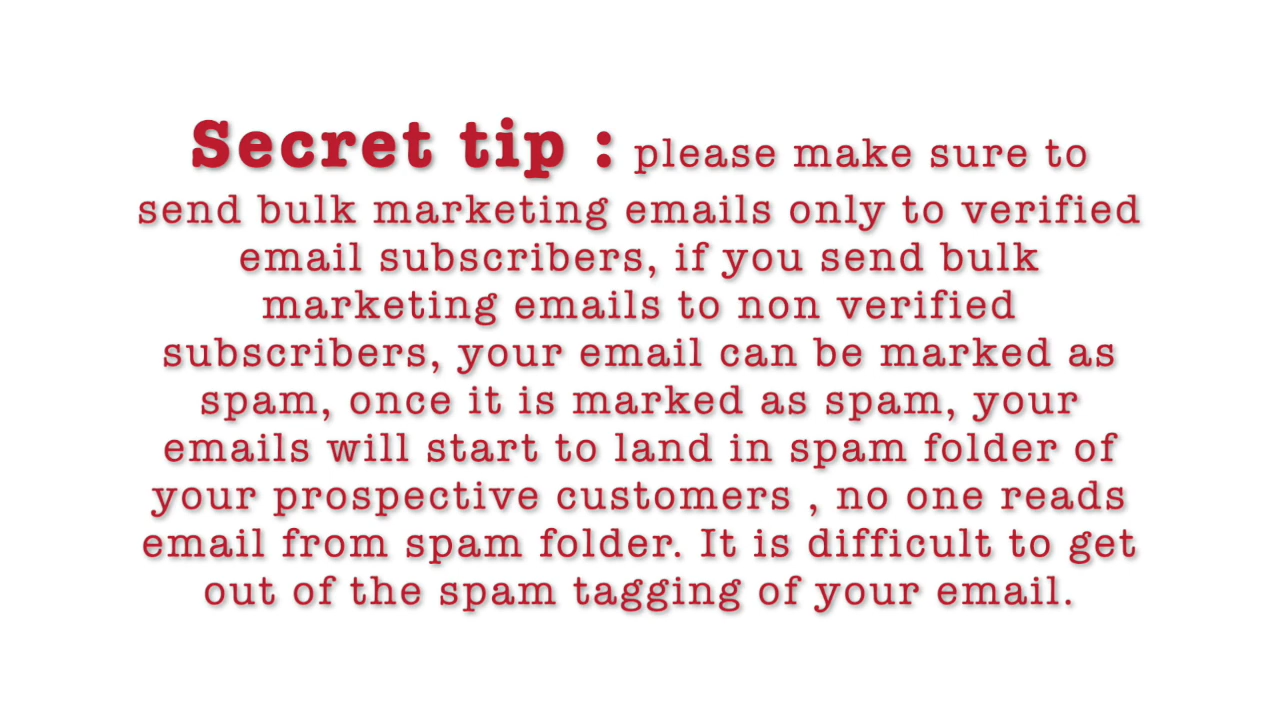 Secret tip : please make sure to
send bulk marketing emails only to verified
email subscribers, if you send bulk
marketing emails to non verified
subscribers, your email can be marked as
spam, once it is marked as spam, your
emails will start to land in spam folder of
your prospective customers , no one reads
email from spam folder. It is difficult to get
out of the spam tagging of your email.